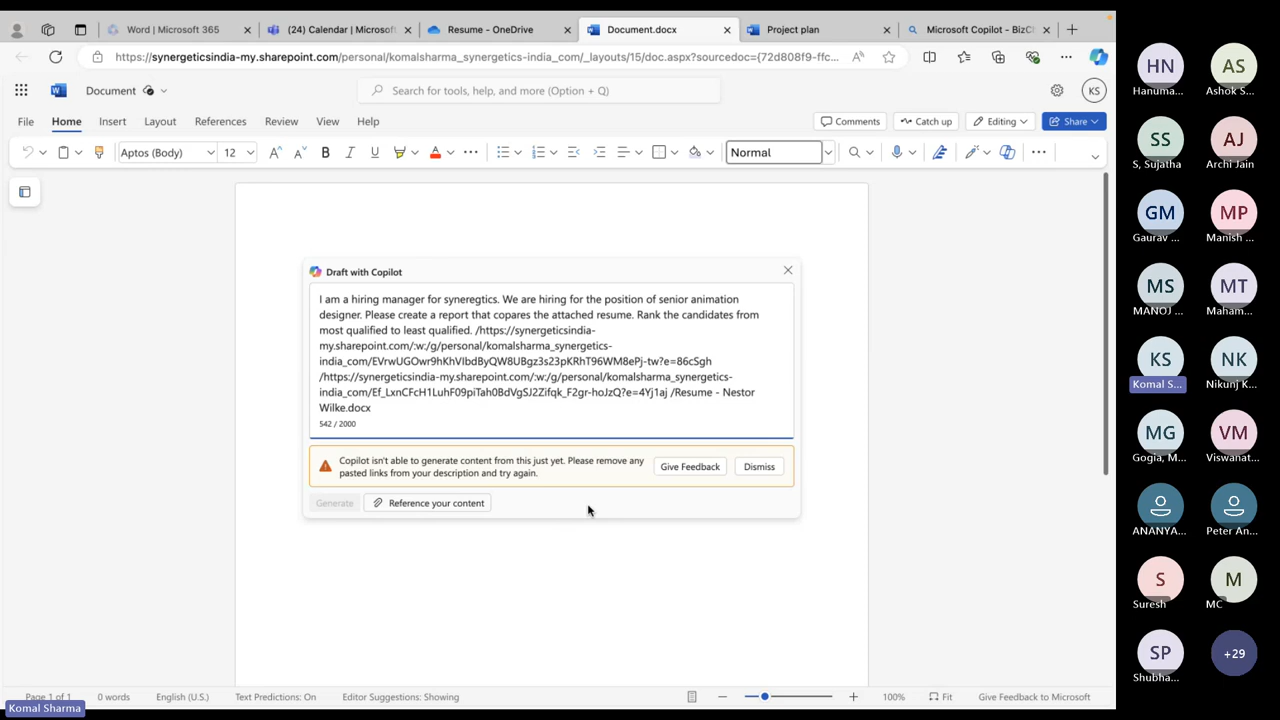 Word | Microsoft 365
(24) Calendar | Microsof
Resume - OneDrive
Document.docx
Project plan
Microsoft Copilot - BizCh
https://synergeticsindia-my.sharepoint.com/personal/komalsharma_synergetics-india_com/_layouts/15/doc.aspx?sourcedoc={72d808f9-ffc...
Document
Search for tools, help, and more (Option + Q)
KS
File Home Insert Layout References Review View Help
Comments Catch up Editing Share
Aptos (Body) 12 B I U A Normal
Draft with Copilot
I am a hiring manager for syneregtics. We are hiring for the position of senior animation
designer. Please create a report that copares the attached resume. Rank the candidates from
most qualified to least qualified. /https://synergeticsindia-
my.sharepoint.com/:w:/g/personal/komalsharma_synergetics-
india_com/EVrwUGOwr9hKhVIbdByQW8UBgz3s23pKRhT96WM8ePj-tw?e=86cSgh
/https://synergeticsindia-my.sharepoint.com/:w:/g/personal/komalsharma_synergetics-
india_com/Ef_LxnCFcH1LuhF09piTah0BdVgSJ2Zifqk_F2gr-hoJzQ?e=4Yj1aj /Resume - Nestor
Wilke.docx
542 / 2000
Copilot isn't able to generate content from this just yet. Please remove any
pasted links from your description and try again.
Give Feedback Dismiss
Generate Reference your content
Page 1 of 1 0 words English (U.S.) Text Predictions: On Editor Suggestions: Showing 100% Fit Give Feedback to Microsoft
Komal Sharma
HN AS
Hanuma... Ashok S...
SS AJ
S, Sujatha Archi Jain
GM MP
Gaurav ... Manish ...
MS MT
MANOJ ... Maham...
KS NK
Komal S... Nikunj K...
MG VM
Gogia, M... Viswanat...
ANANYA... Peter An...
S M
Suresh MC
SP +29
Shubha...